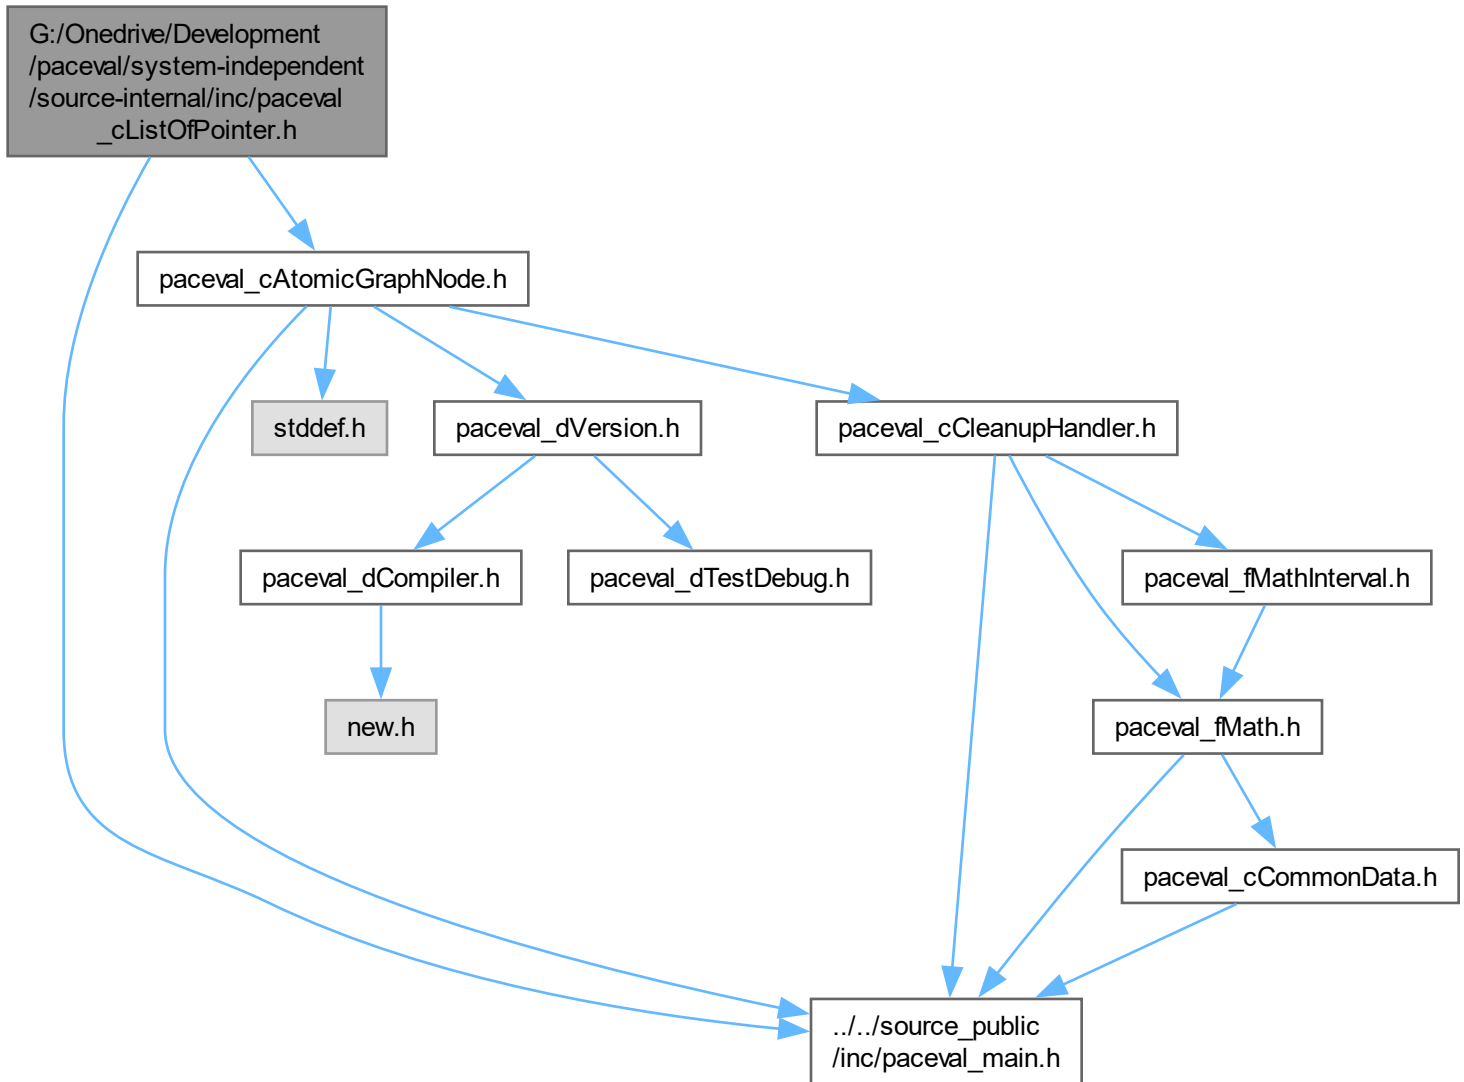 G:/Onedrive/Development
/paceval/system-independent
/source-internal/inc/paceval
_cListOfPointer.h
paceval_cAtomicGraphNode.h
stddef.h
paceval_dVersion.h
paceval_cCleanupHandler.h
paceval_dCompiler.h
paceval_dTestDebug.h
paceval_fMathInterval.h
new.h
paceval_fMath.h
paceval_cCommonData.h
../../source_public
/inc/paceval_main.h